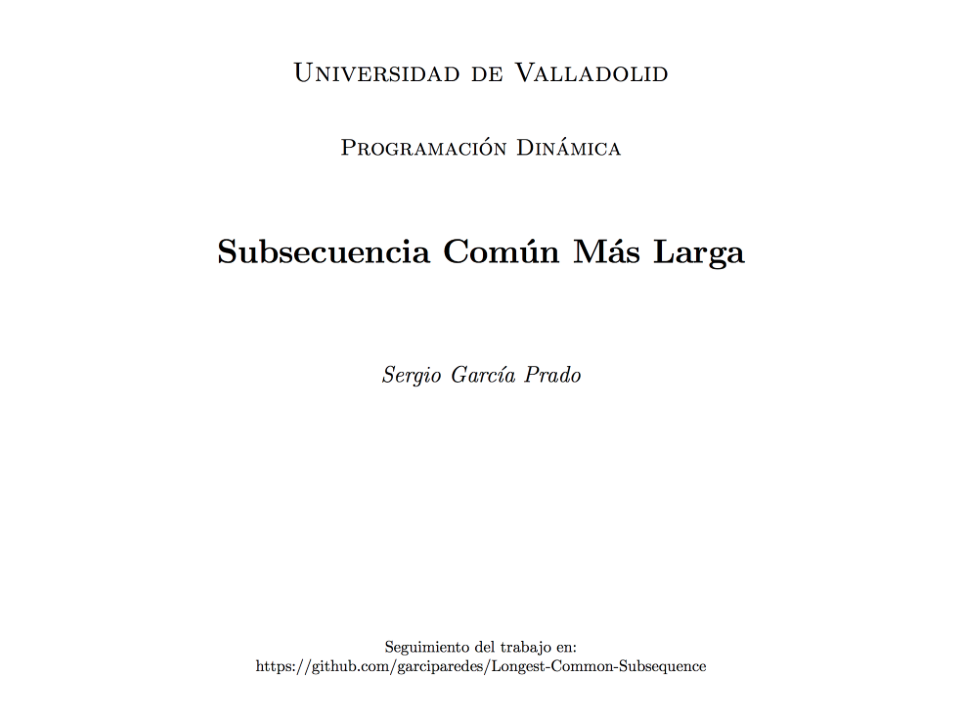 Universidad de Valladolid
Programación Dinámica
Subsecuencia Común Más Larga
Sergio García Prado
Seguimiento del trabajo en:
https://github.com/garciparedes/Longest-Common-Subsequence